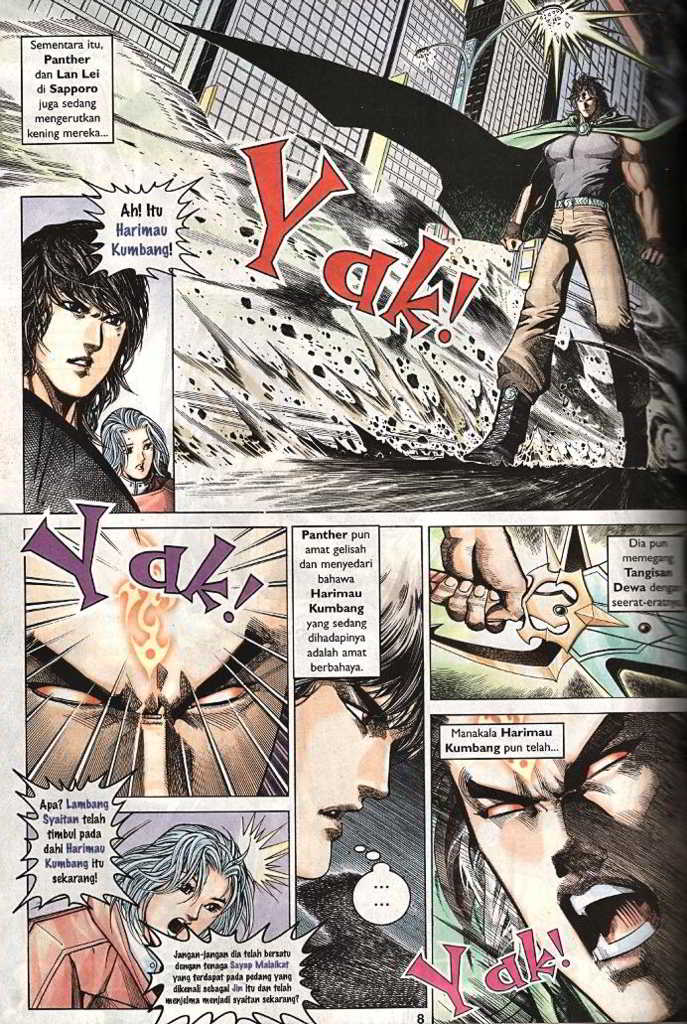 Sementara itu,
Panther
dan Lan Lei
di Sapporo
juga sedang
mengerutkan
kening mereka...
Yak!
Ah! Itu
Harimau
Kumbang!
Yak!
Panther pun
amat gelisah
dan menyedari
bahawa
Harimau
Kumbang
yang sedang
dihadapinya
adalah amat
berbahaya.
Dia pun
memegang
Tangisan
Dewa dengan
seerat-eratnya
Apa? Lambang
Syaitan telah
timbul pada
dahi Harimau
Kumbang itu
sekarang!
Jangan-jangan dia telah bersatu
dengan tenaga Sayap Malaikat
yang terdapat pada pedang yang
dikenali sebagai Jin itu dan telah
menjelma menjadi syaitan sekarang?
...
...
Manakala Harimau
Kumbang pun telah...
Yak!
8